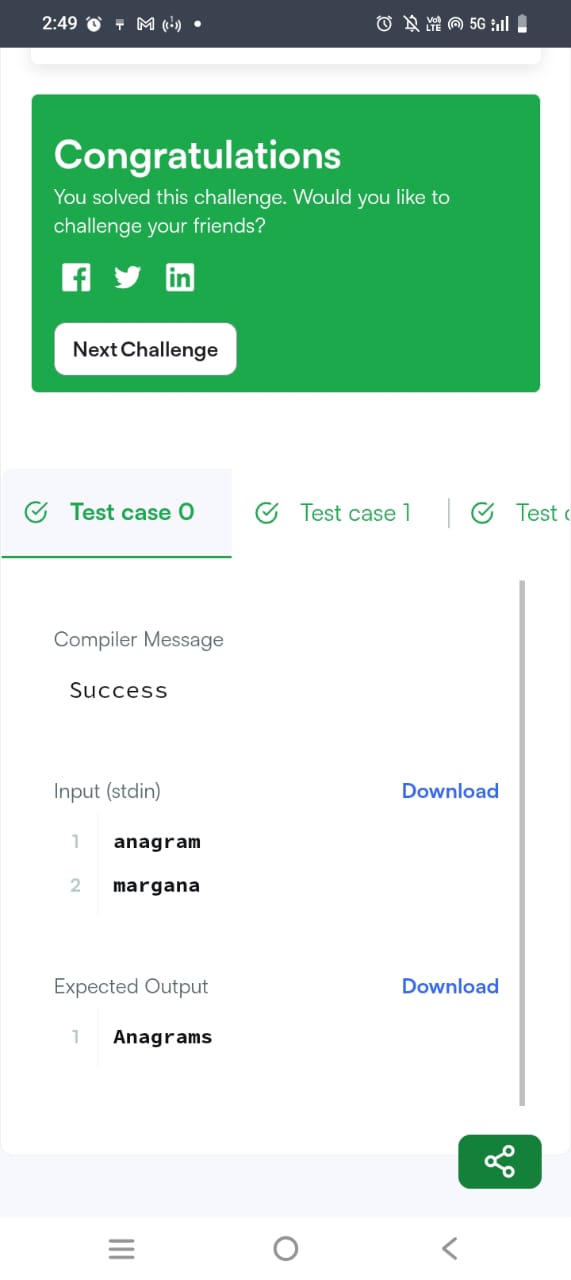 2:49 5G
Congratulations
You solved this challenge. Would you like to
challenge your friends?
Next Challenge
Test case 0 Test case 1 Test c
Compiler Message
Success
Input (stdin) Download
1 anagram
2 margana
Expected Output Download
1 Anagrams